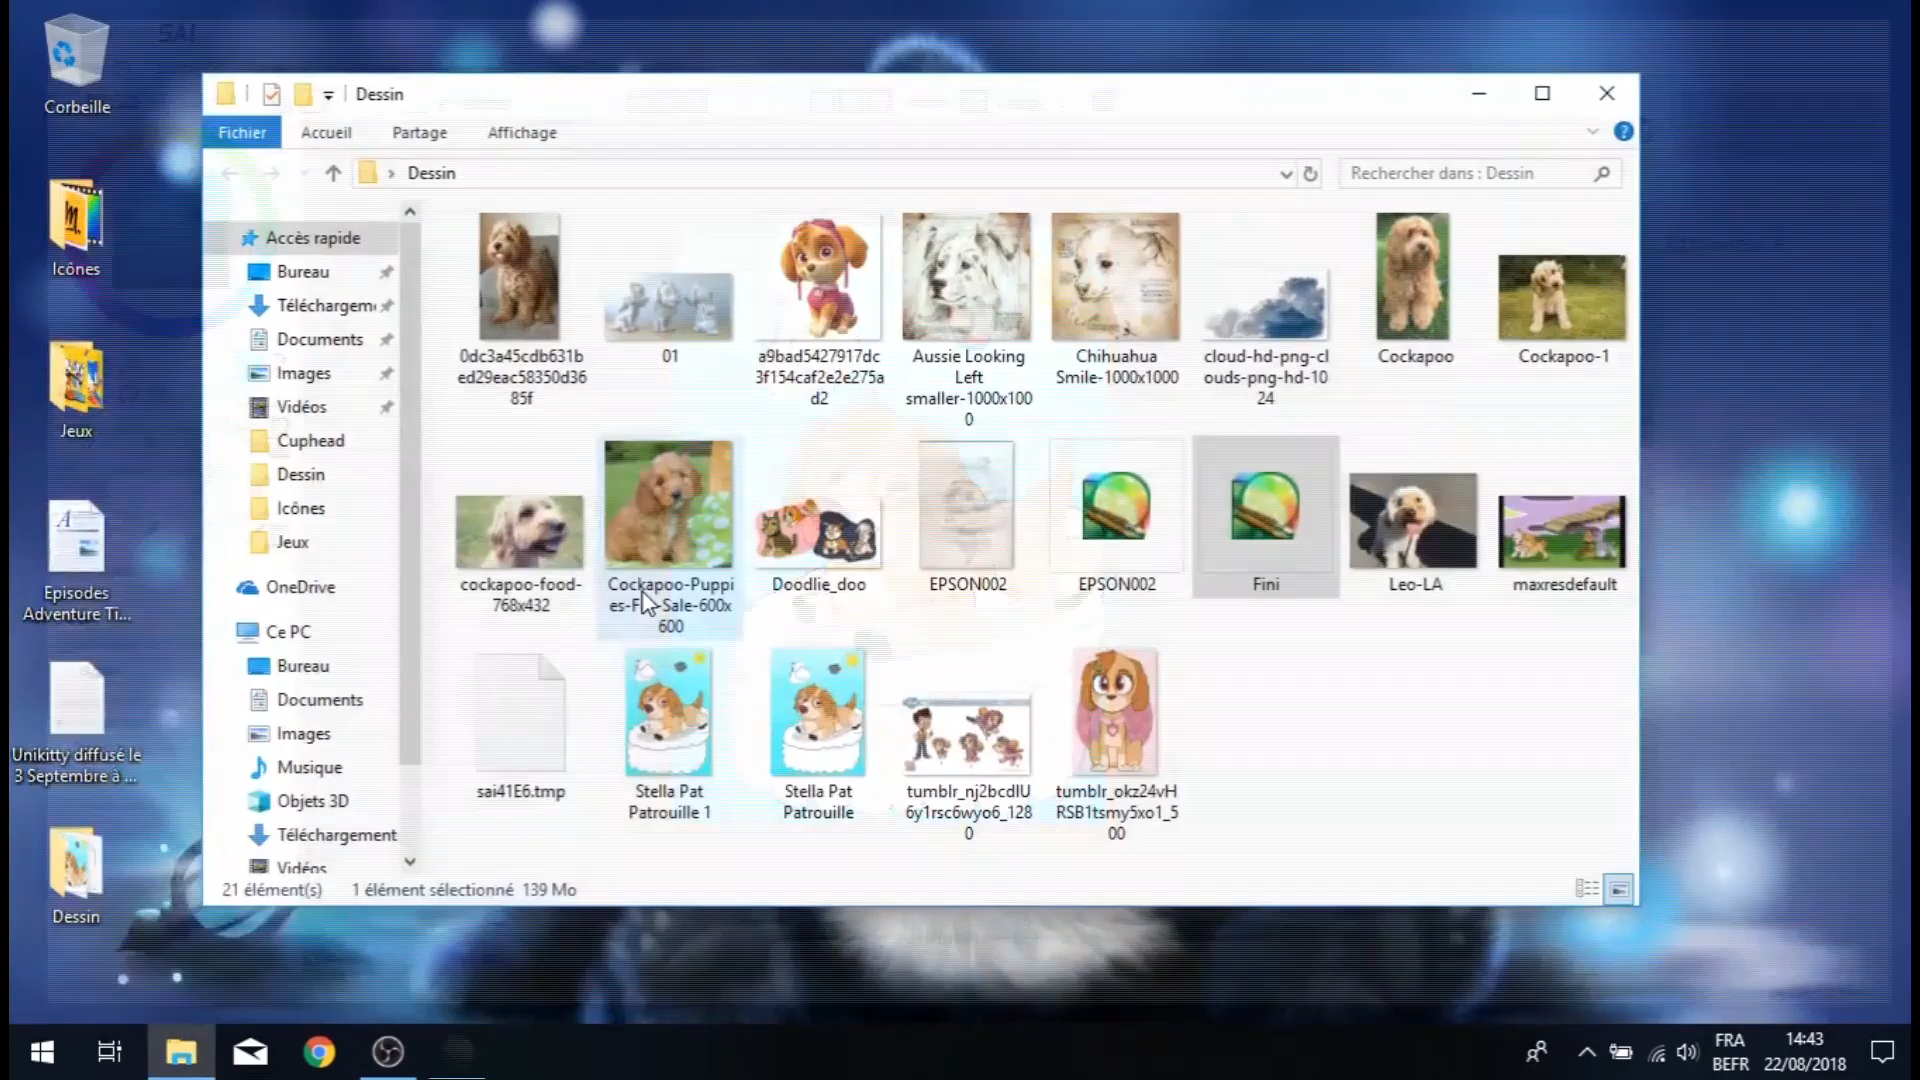 Corbeille
Icônes
Jeux
Episodes
Adventure Ti...
Unikitty diffusé le
3 Septembre à ...
Dessin
Dessin
Fichier
Accueil
Partage
Affichage
Dessin
Rechercher dans : Dessin
Accès rapide
Bureau
Téléchargem
Documents
Images
Vidéos
Cuphead
Dessin
Icônes
Jeux
OneDrive
Ce PC
Bureau
Documents
Images
Musique
Objets 3D
Téléchargement
Vidéos
0dc3a45cdb631b
ed29eac58350d36
85f
01
a9bad5427917dc
3f154caf2e2e275a
d2
Aussie Looking
Left
smaller-1000x100
0
Chihuahua
Smile-1000x1000
cloud-hd-png-cl
ouds-png-hd-10
24
Cockapoo
Cockapoo-1
cockapoo-food-
768x432
Cockapoo-Puppi
Sale-600x
600
Doodlie_doo
EPSON002
EPSON002
Fini
Leo-LA
maxresdefault
sai41E6.tmp
Stella Pat
Patrouille 1
Stella Pat
Patrouille
tumblr_nj2bcdlU
6y1rsc6wyo6_128
0
tumblr_okz24vH
RSB1tsmy5xo1_5
00
21 élément(s)
1 élément sélectionné 139 Mo
FRA
BEFR
14:43
22/08/2018